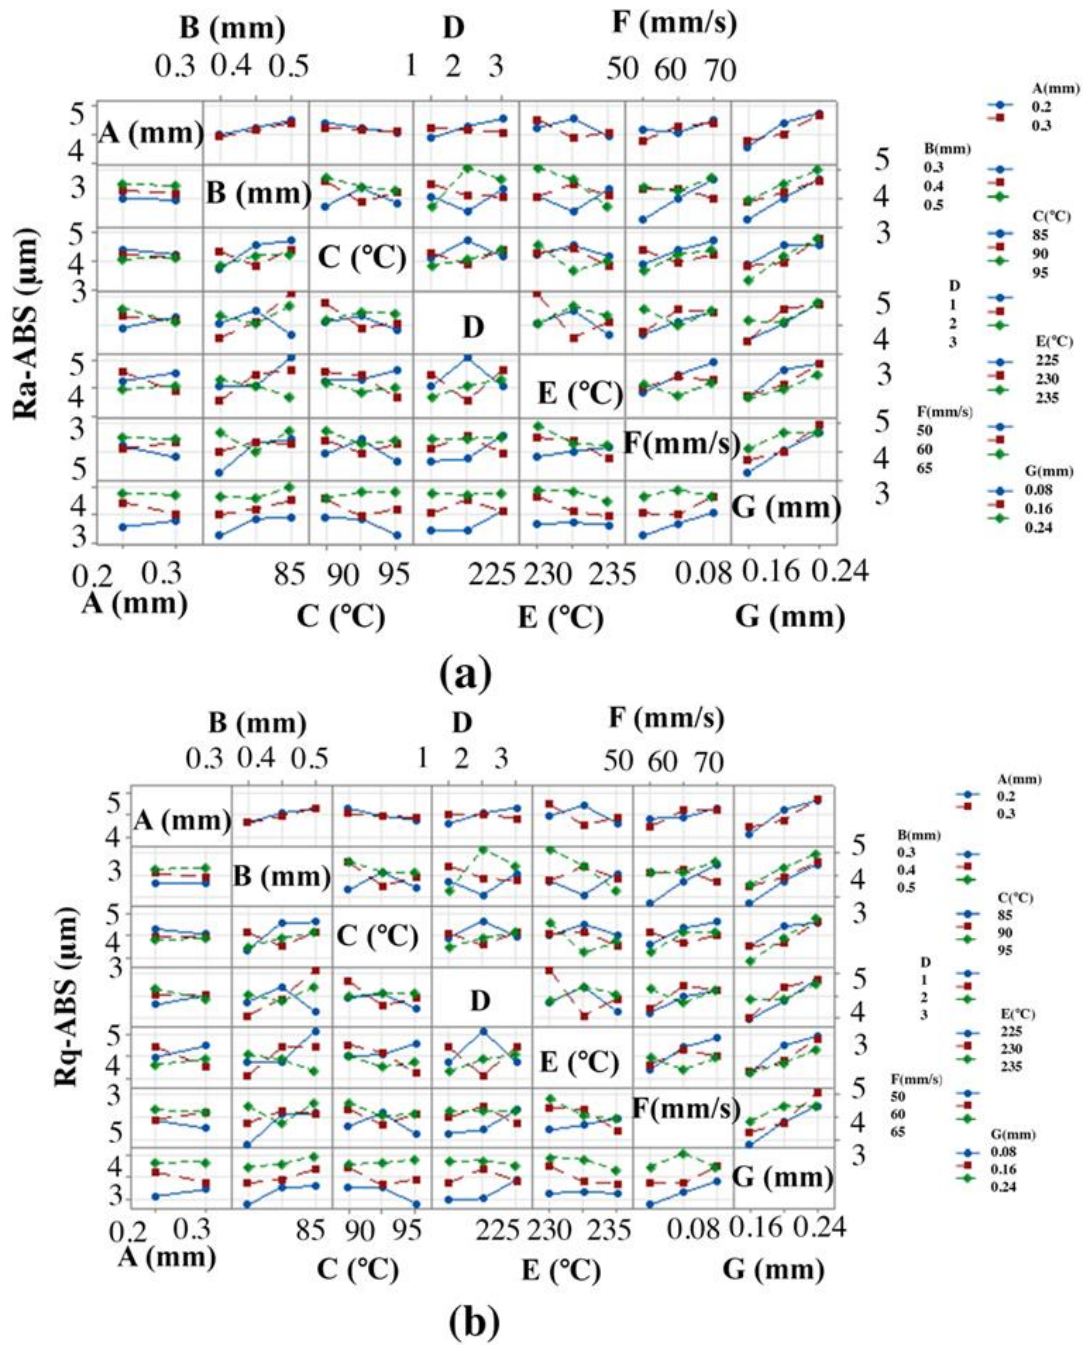 (a)
B (mm) D F (mm/s)
0.3 0.4 0.5 1 2 3 50 60 70
Ra-ABS (μm)
5
4
A (mm)
3
B (mm)
5
4
3
5
4
3
C (°C)
D
5
4
3
5
4
E (°C)
3
3
5
F(mm/s)
5
4
3
4
3
G (mm)
A(mm)
0.2
0.3
B(mm)
0.3
0.4
0.5
C(°C)
85
90
95
D
1
2
3
E(°C)
225
230
235
F(mm/s)
50
60
65
G(mm)
0.08
0.16
0.24
0.2 0.3 85 90 95 225 230 235 0.08 0.16 0.24
A (mm) C (°C) E (°C) G (mm)
(a)
B (mm) D F (mm/s)
0.3 0.4 0.5 1 2 3 50 60 70
Rq-ABS (μm)
5
4
A (mm)
3
B (mm)
5
4
3
5
4
3
C (°C)
D
5
4
3
5
4
E (°C)
3
5
F(mm/s)
5
4
3
4
3
G (mm)
A(mm)
0.2
0.3
B(mm)
0.3
0.4
0.5
C(°C)
85
90
95
D
1
2
3
E(°C)
225
230
235
F(mm/s)
50
60
65
G(mm)
0.08
0.16
0.24
0.2 0.3 85 90 95 225 230 235 0.08 0.16 0.24
A (mm) C (°C) E (°C) G (mm)
(b)